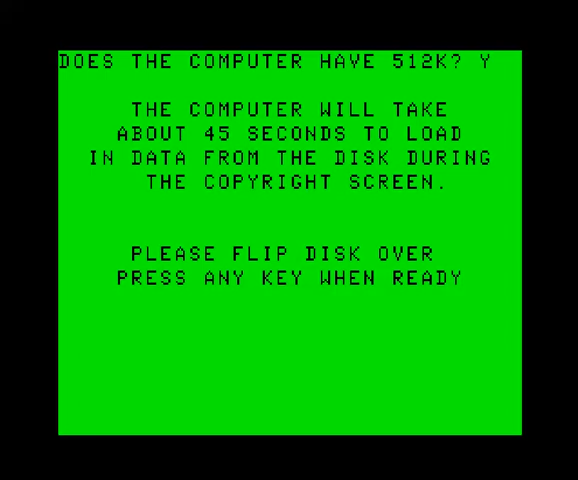 DOES THE COMPUTER HAVE 512K? Y
THE COMPUTER WILL TAKE
ABOUT 45 SECONDS TO LOAD
IN DATA FROM THE DISK DURING
THE COPYRIGHT SCREEN.
PLEASE FLIP DISK OVER
PRESS ANY KEY WHEN READY